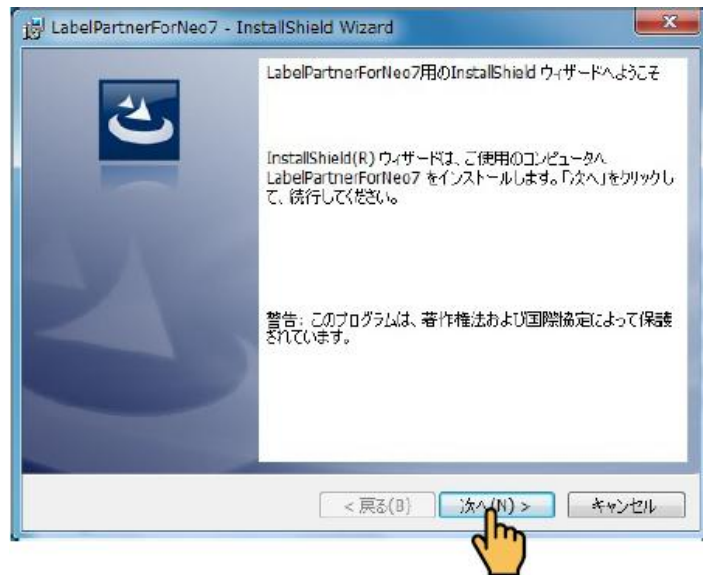 LabelPartnerForNeo7 - InstallShield Wizard
LabelPartnerForNeo7用のInstallShield ウィザードへようこそ
InstallShield(R) ウィザードは、ご使用のコンピュータへ
LabelPartnerForNeo7 をインストールします。「次へ」をクリックし
て、続行してください。
警告: このプログラムは、著作権法および国際協定によって保護
されています。
< 戻る(B)
次へ(N) >
キャンセル